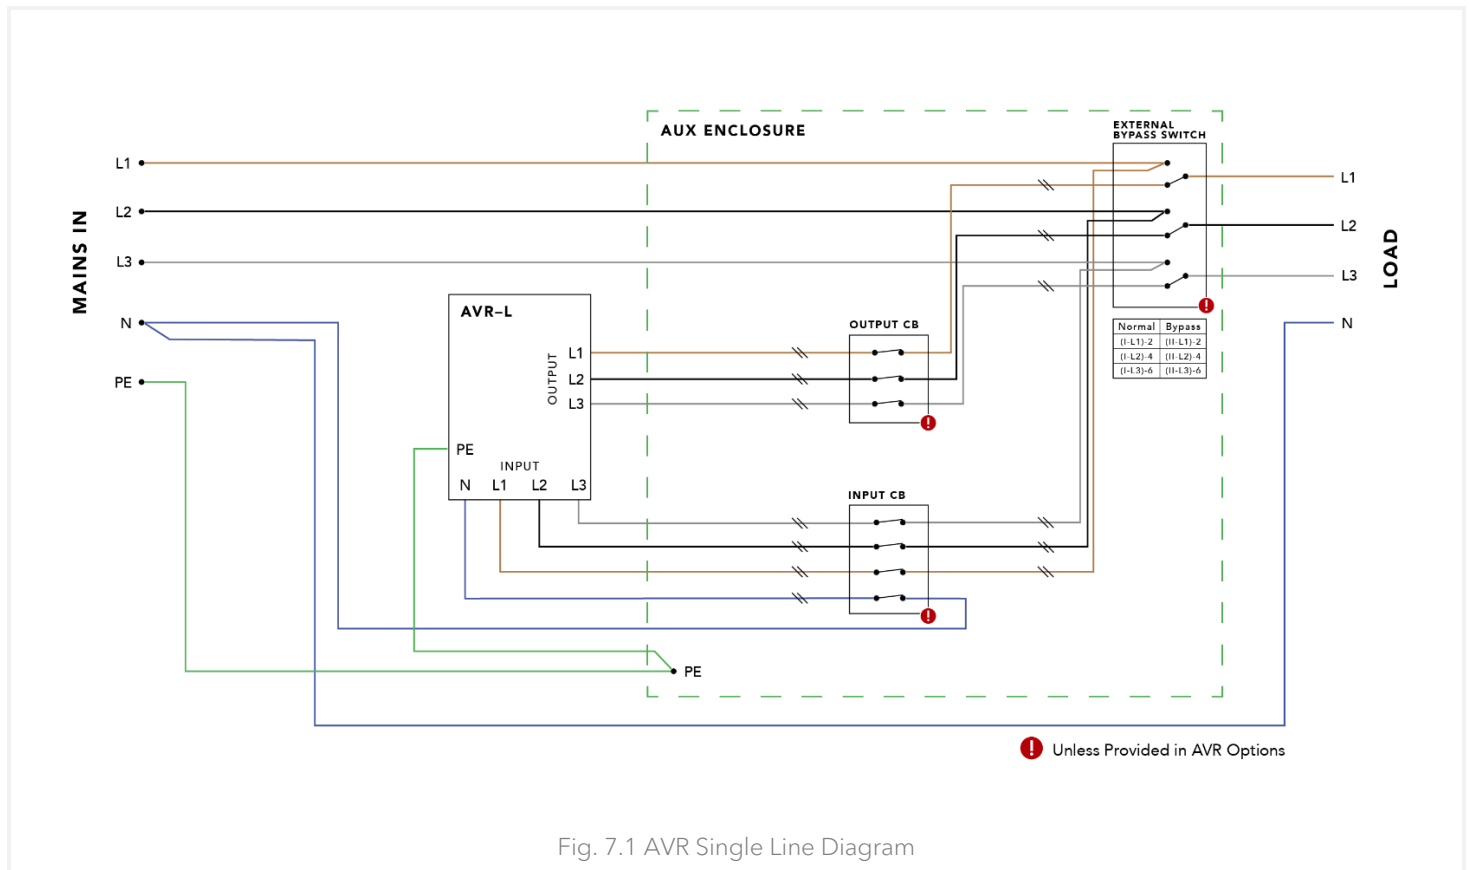 AUX ENCLOSURE
EXTERNAL
BYPASS SWITCH
MAINS IN
L1
L2
L3
N
PE
L1
L2
L3
N
LOAD
AVR–L
OUTPUT
L1
L2
L3
PE
INPUT
N L1 L2 L3
OUTPUT CB
!
INPUT CB
!
!
Normal Bypass
(I-L1)-2 (II-L1)-2
(I-L2)-4 (II-L2)-4
(I-L3)-6 (II-L3)-6
PE
! Unless Provided in AVR Options
Fig. 7.1 AVR Single Line Diagram